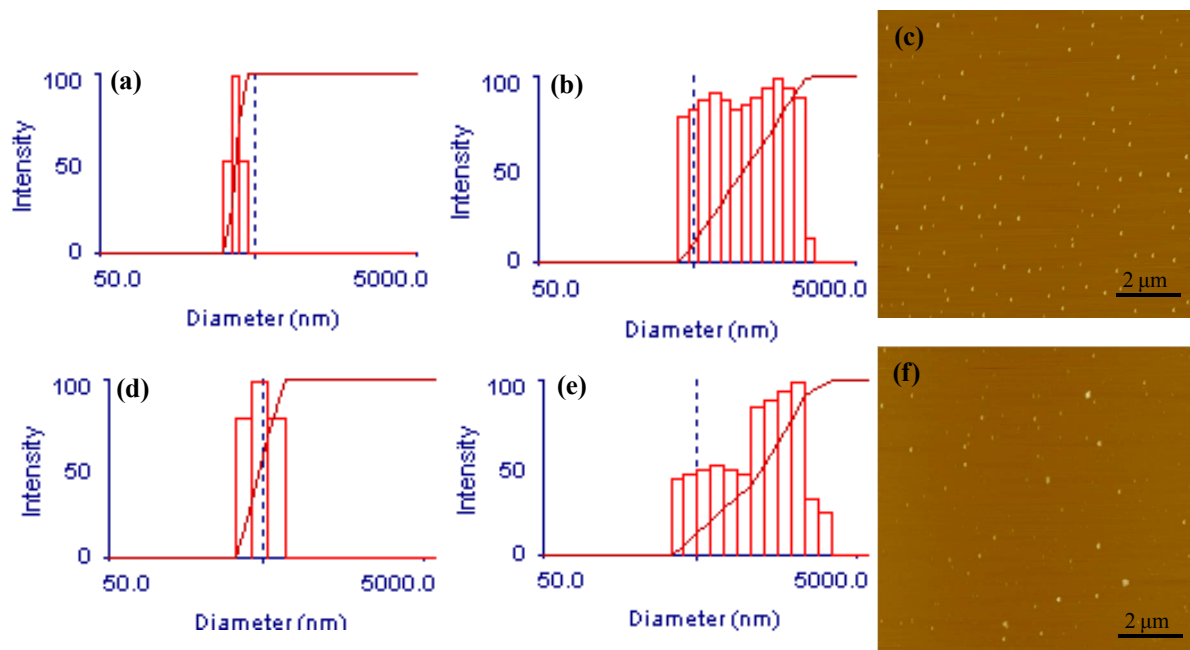 (a)
100
50
0
Intensity
50.0
5000.0
Diameter (nm)
(b)
100
50
0
Intensity
50.0
5000.0
Diameter (nm)
(c)
2 μm
(d)
100
50
0
Intensity
50.0
5000.0
Diameter (nm)
(e)
100
50
0
Intensity
50.0
5000.0
Diameter (nm)
(f)
2 μm